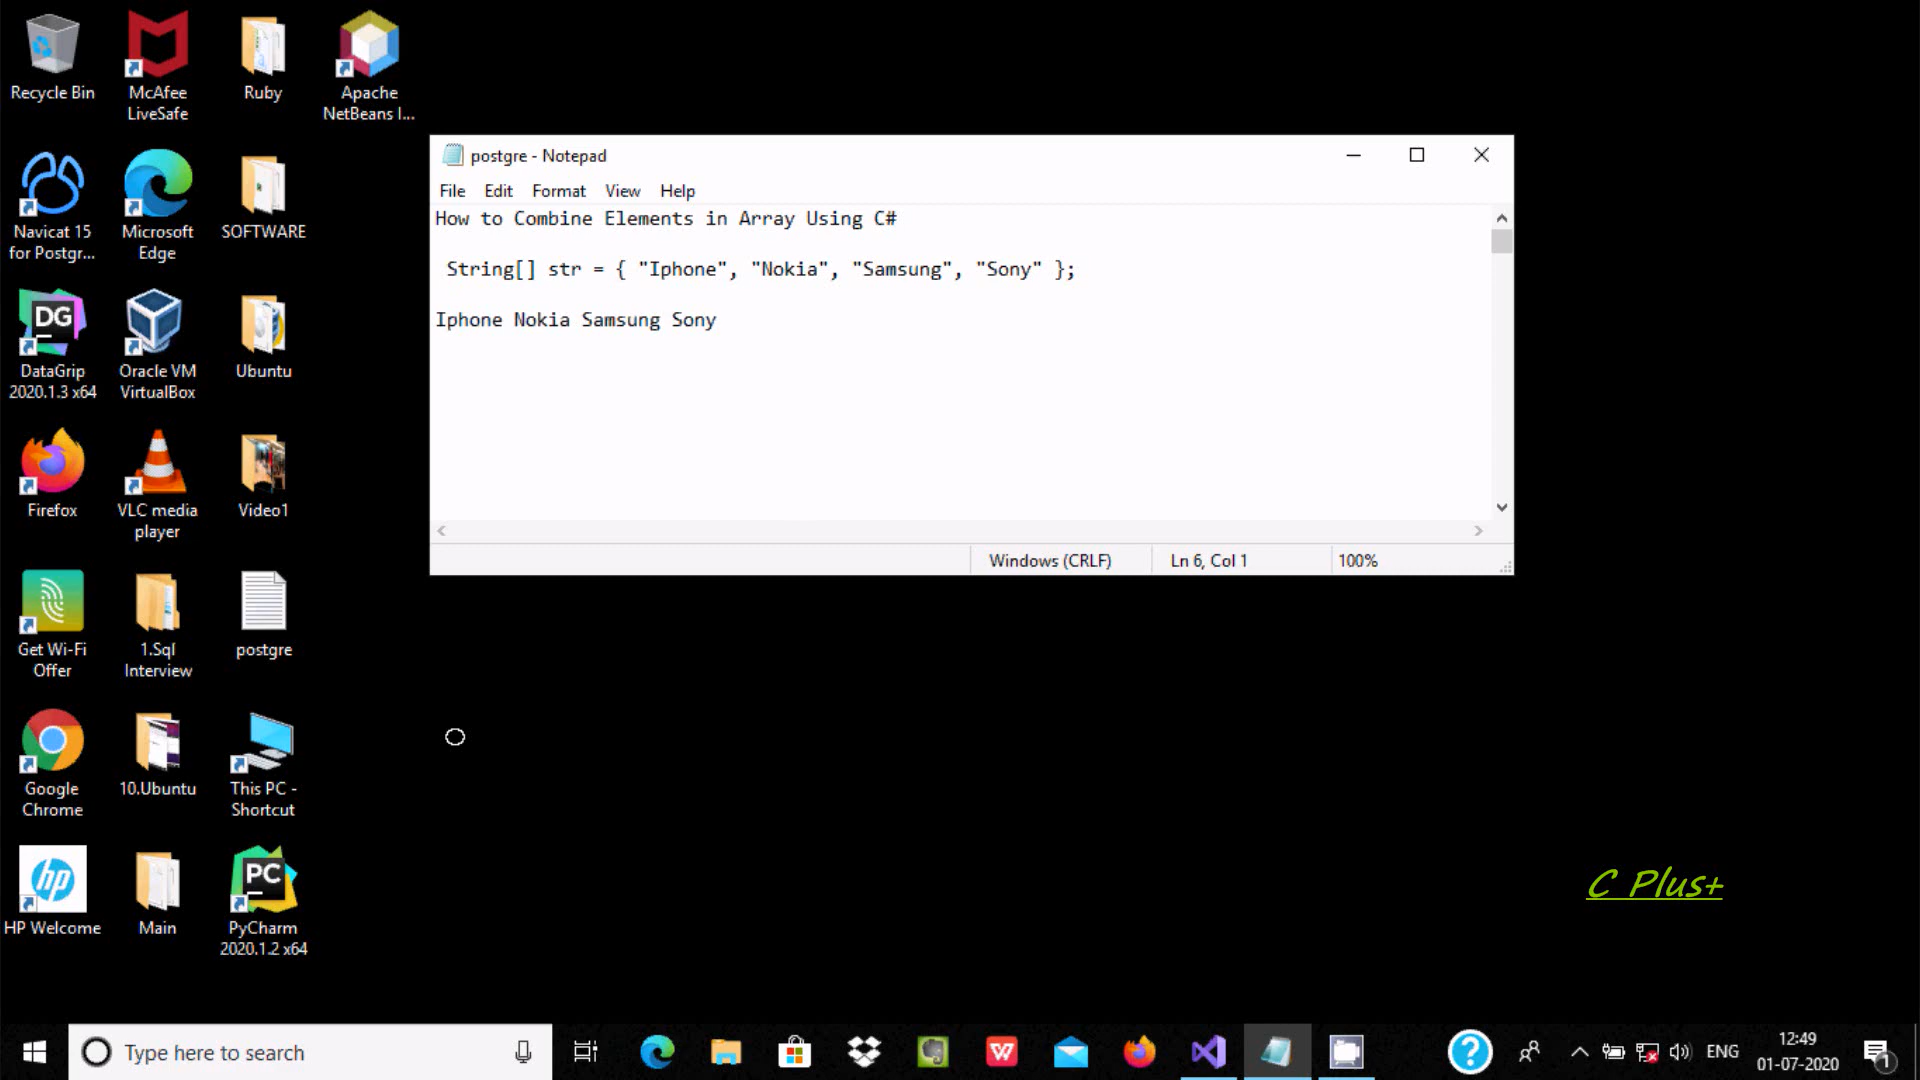 Recycle Bin
McAfee
LiveSafe
Ruby
Apache
NetBeans I...
Navicat 15
for Postgr...
Microsoft
Edge
SOFTWARE
DG
DataGrip
2020.1.3 x64
Oracle VM
VirtualBox
Ubuntu
Firefox
VLC media
player
Video1
Get Wi-Fi
Offer
1.Sql
Interview
postgre
Google
Chrome
10.Ubuntu
This PC -
Shortcut
hp
HP Welcome
Main
PC
PyCharm
2020.1.2 x64
postgre - Notepad
File Edit Format View Help
How to Combine Elements in Array Using C#
String[] str = { "Iphone", "Nokia", "Samsung", "Sony" };
Iphone Nokia Samsung Sony
Windows (CRLF) Ln 6, Col 1 100%
C Plus+
Type here to search
W
?
ENG
12:49
01-07-2020
1